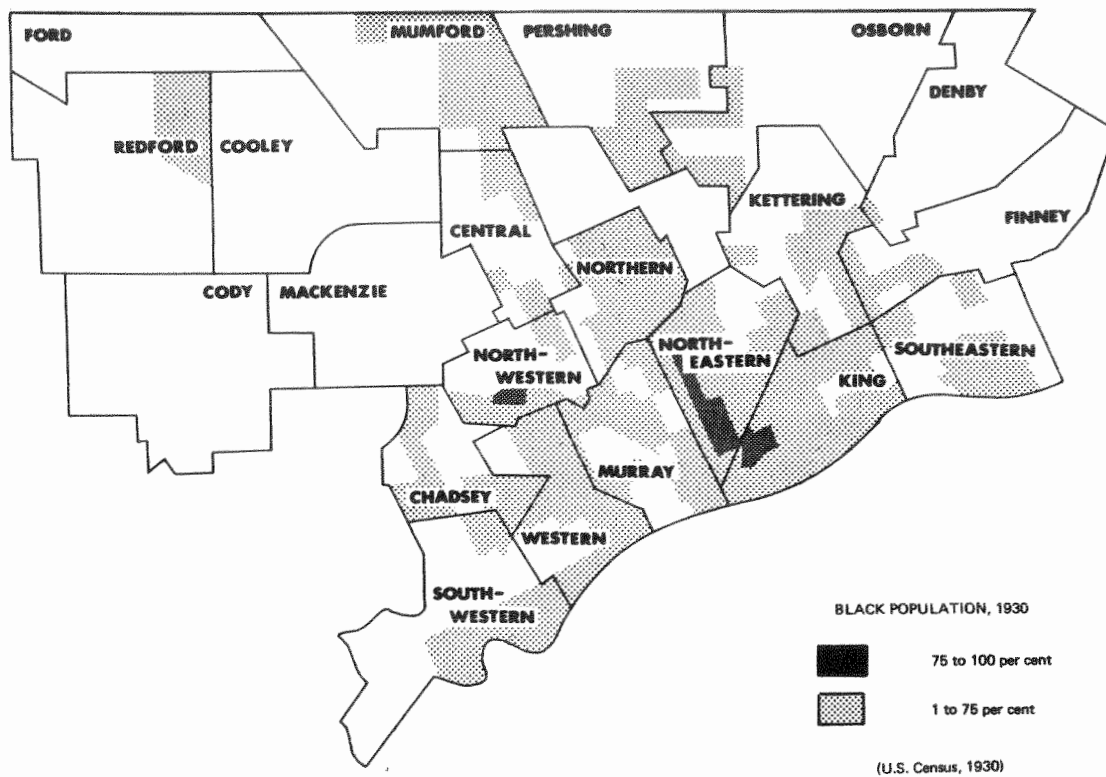 FORD
MUMFORD
PERSHING
OSBORN
DENBY
REDFORD
COOLEY
KETTERING
FINNEY
CENTRAL
NORTHERN
CODY
MACKENZIE
NORTH-
WESTERN
NORTH-
EASTERN
SOUTHEASTERN
KING
MURRAY
CHADSEY
WESTERN
SOUTH-
WESTERN
BLACK POPULATION, 1930
75 to 100 per cent
1 to 75 per cent
(U.S. Census, 1930)